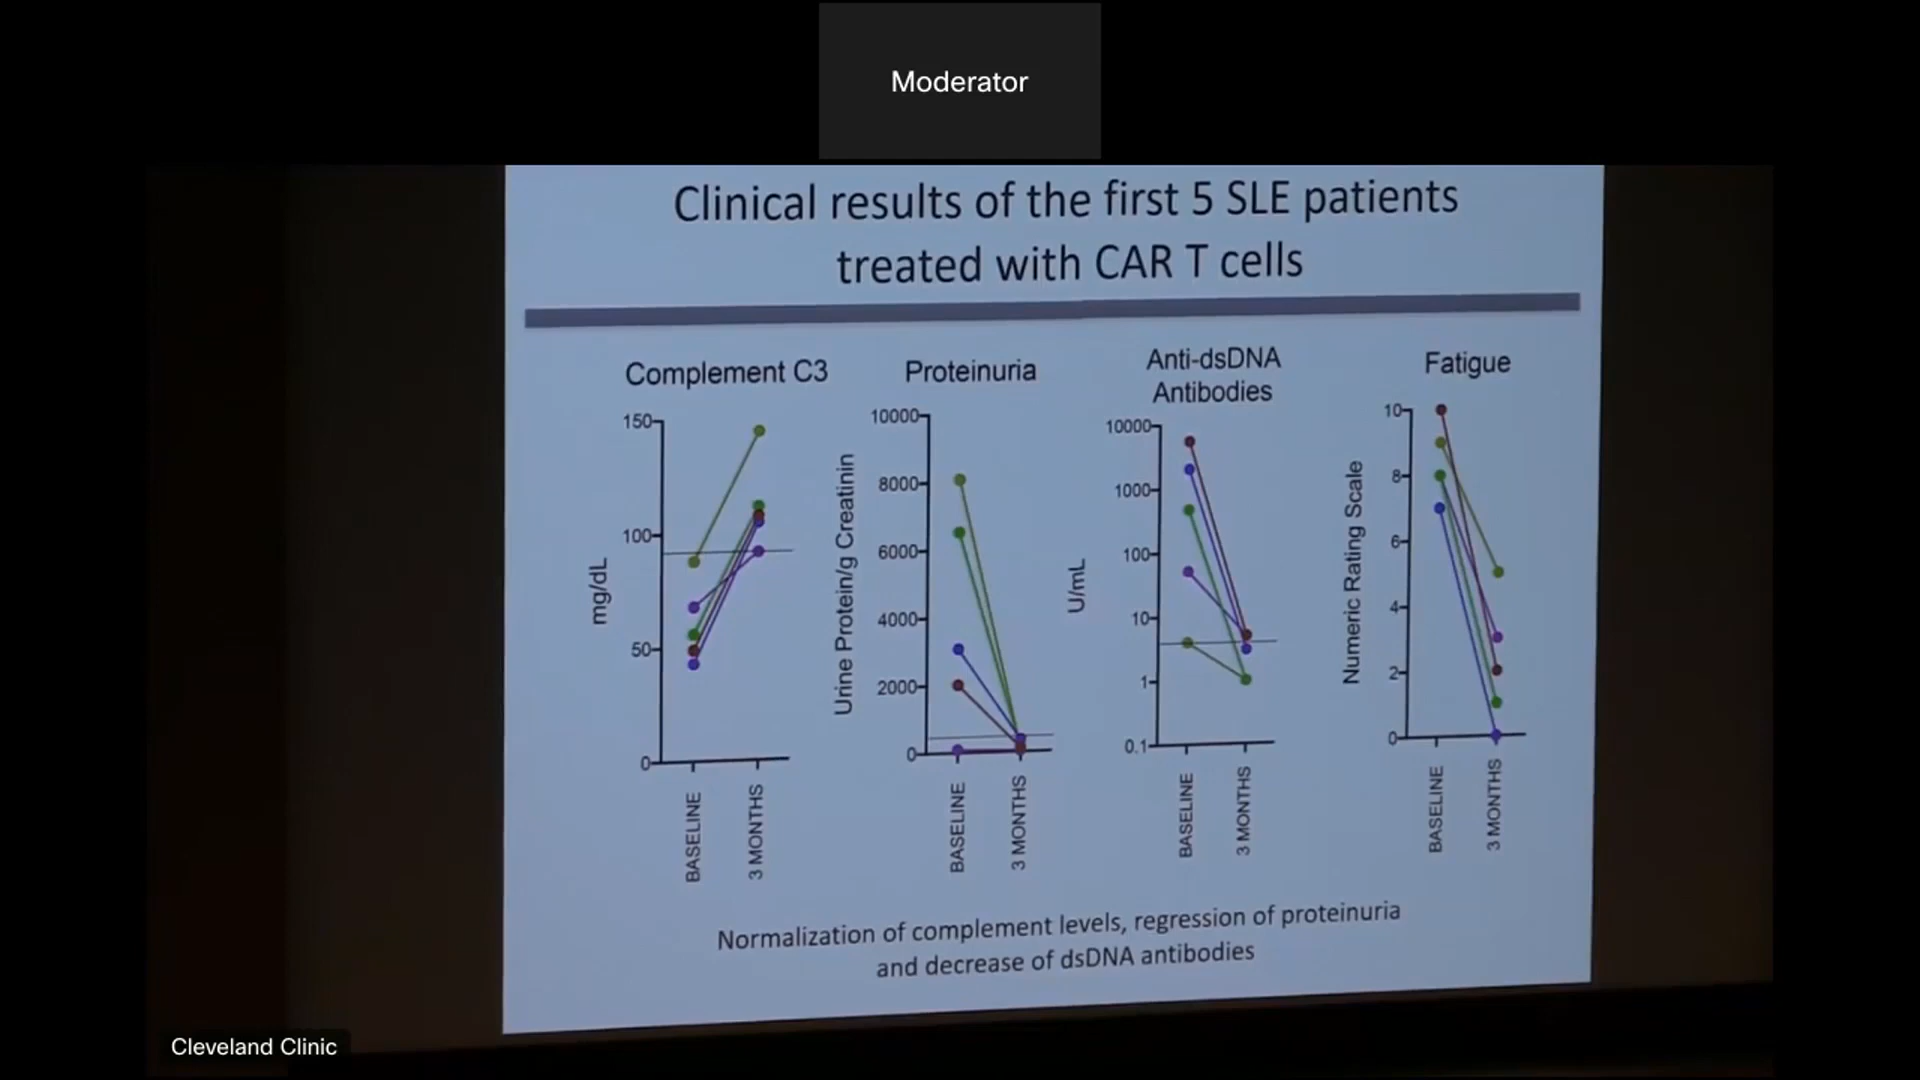 Moderator
Clinical results of the first 5 SLE patients
treated with CAR T cells
Complement C3
150
100
50
0
mg/dL
BASELINE
3 MONTHS
Proteinuria
10000
8000
6000
4000
2000
0
Urine Protein/g Creatinin
BASELINE
3 MONTHS
Anti-dsDNA
Antibodies
10000
1000
100
10
1
0.1
U/mL
BASELINE
3 MONTHS
Fatigue
10
8
6
4
2
0
Numeric Rating Scale
BASELINE
3 MONTHS
Normalization of complement levels, regression of proteinuria
and decrease of dsDNA antibodies
Cleveland Clinic